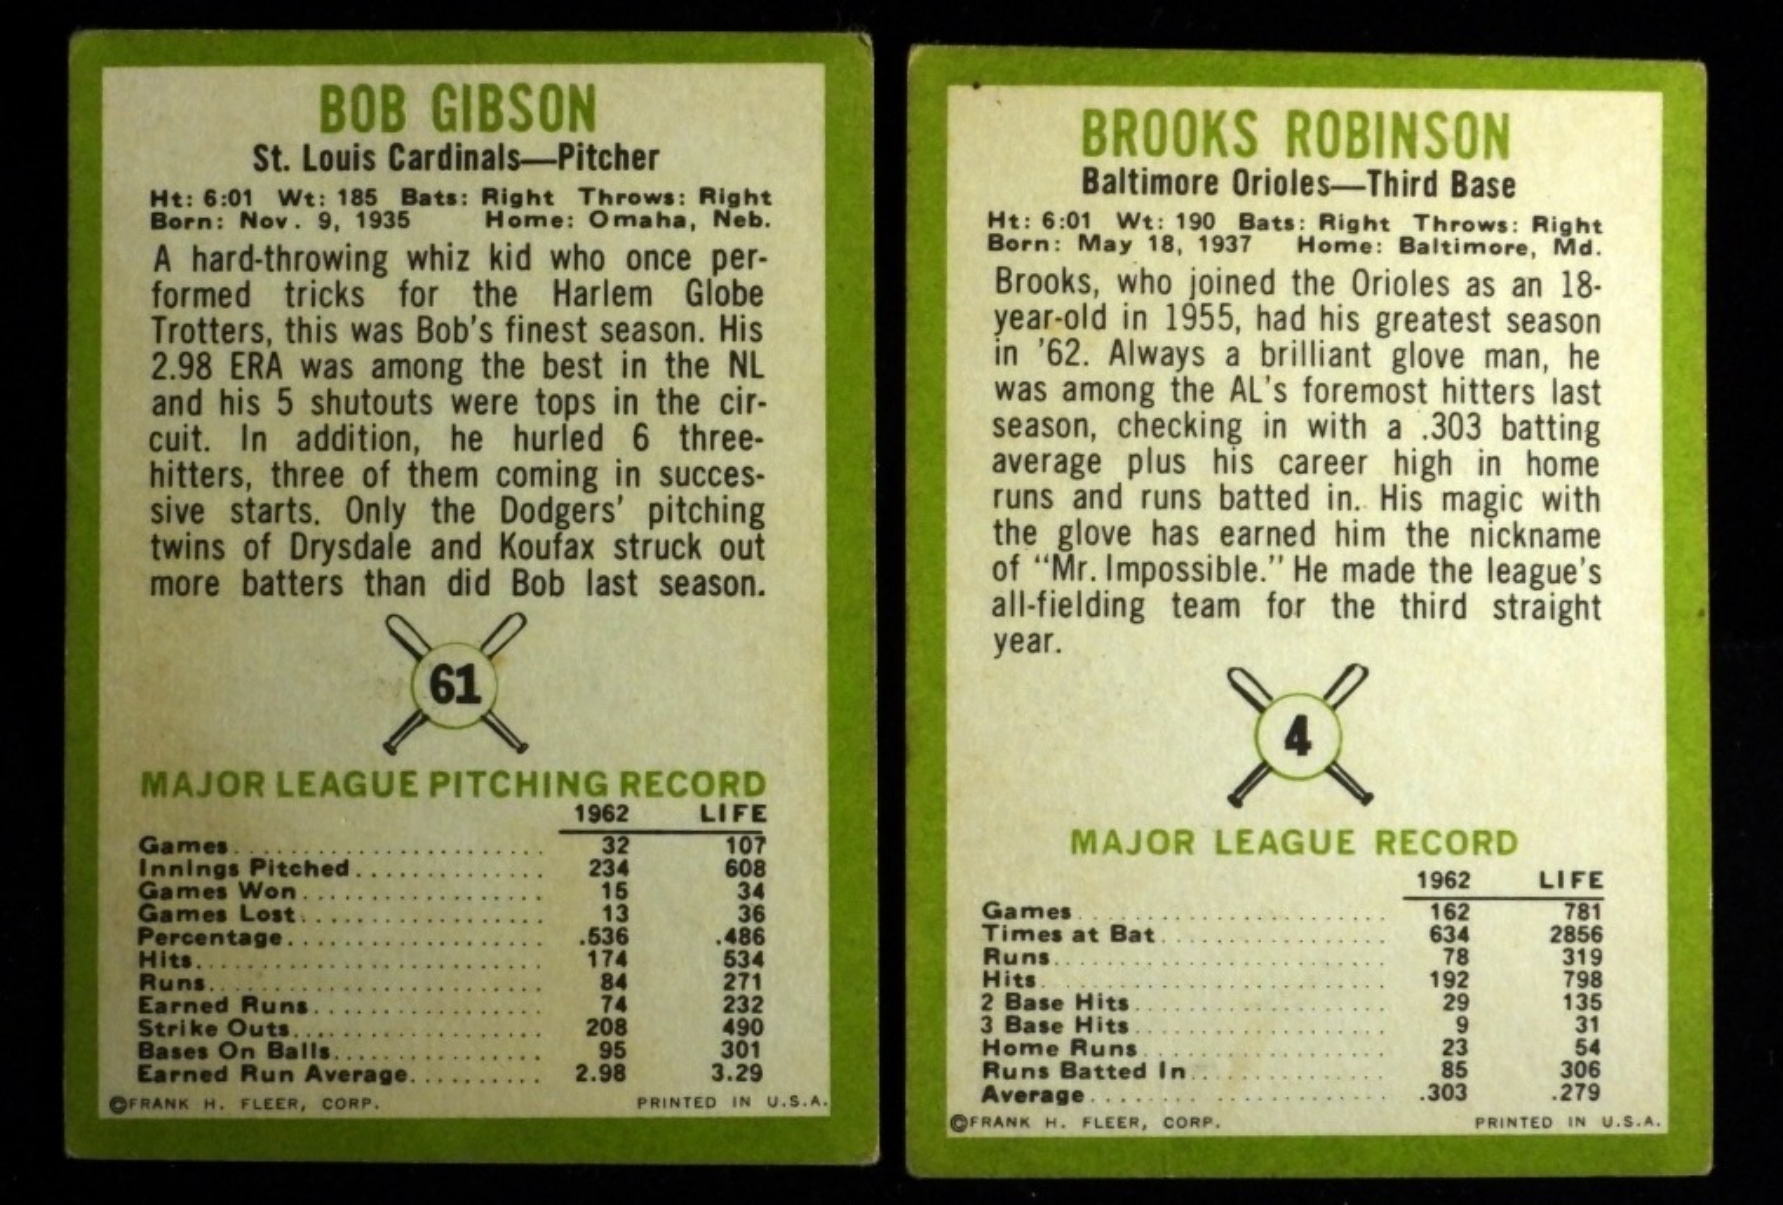 BOB GIBSON
St. Louis Cardinals—Pitcher
Ht: 6:01 Wt: 185 Bats: Right Throws: Right
Born: Nov. 9, 1935 Home: Omaha, Neb.
A hard-throwing whiz kid who once per-
formed tricks for the Harlem Globe
Trotters, this was Bob's finest season. His
2.98 ERA was among the best in the NL
and his 5 shutouts were tops in the cir-
cuit. In addition, he hurled 6 three-
hitters, three of them coming in succes-
sive starts. Only the Dodgers' pitching
twins of Drysdale and Koufax struck out
more batters than did Bob last season.
61
MAJOR LEAGUE PITCHING RECORD
1962 LIFE
Games 32 107
Innings Pitched 234 608
Games Won 15 34
Games Lost 13 36
Percentage .536 .486
Hits 174 534
Runs 84 271
Earned Runs 74 232
Strike Outs 208 490
Bases On Balls 95 301
Earned Run Average 2.98 3.29
©FRANK H. FLEER, CORP. PRINTED IN U.S.A.
BROOKS ROBINSON
Baltimore Orioles—Third Base
Ht: 6:01 Wt: 190 Bats: Right Throws: Right
Born: May 18, 1937 Home: Baltimore, Md.
Brooks, who joined the Orioles as an 18-
year-old in 1955, had his greatest season
in '62. Always a brilliant glove man, he
was among the AL's foremost hitters last
season, checking in with a .303 batting
average plus his career high in home
runs and runs batted in. His magic with
the glove has earned him the nickname
of "Mr. Impossible." He made the league's
all-fielding team for the third straight
year.
4
MAJOR LEAGUE RECORD
1962 LIFE
Games 162 781
Times at Bat 634 2856
Runs 78 319
Hits 192 798
2 Base Hits 29 135
3 Base Hits 9 31
Home Runs 23 54
Runs Batted In 85 306
Average .303 .279
©FRANK H. FLEER, CORP. PRINTED IN U.S.A.